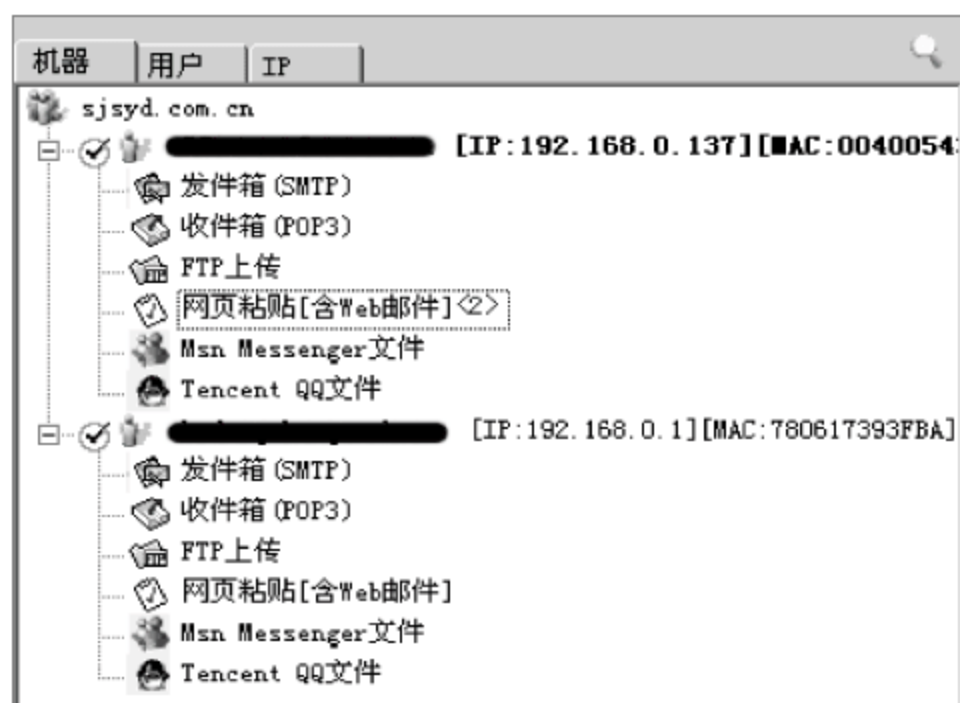 机器 用户 IP
sjsyd.com.cn
[IP:192.168.0.137][MAC:0040054
发件箱(SMTP)
收件箱(POP3)
FTP上传
网页粘贴[含Web邮件]<2>
Msn Messenger文件
Tencent QQ文件
[IP:192.168.0.1][MAC:780617393FBA]
发件箱(SMTP)
收件箱(POP3)
FTP上传
网页粘贴[含Web邮件]
Msn Messenger文件
Tencent QQ文件